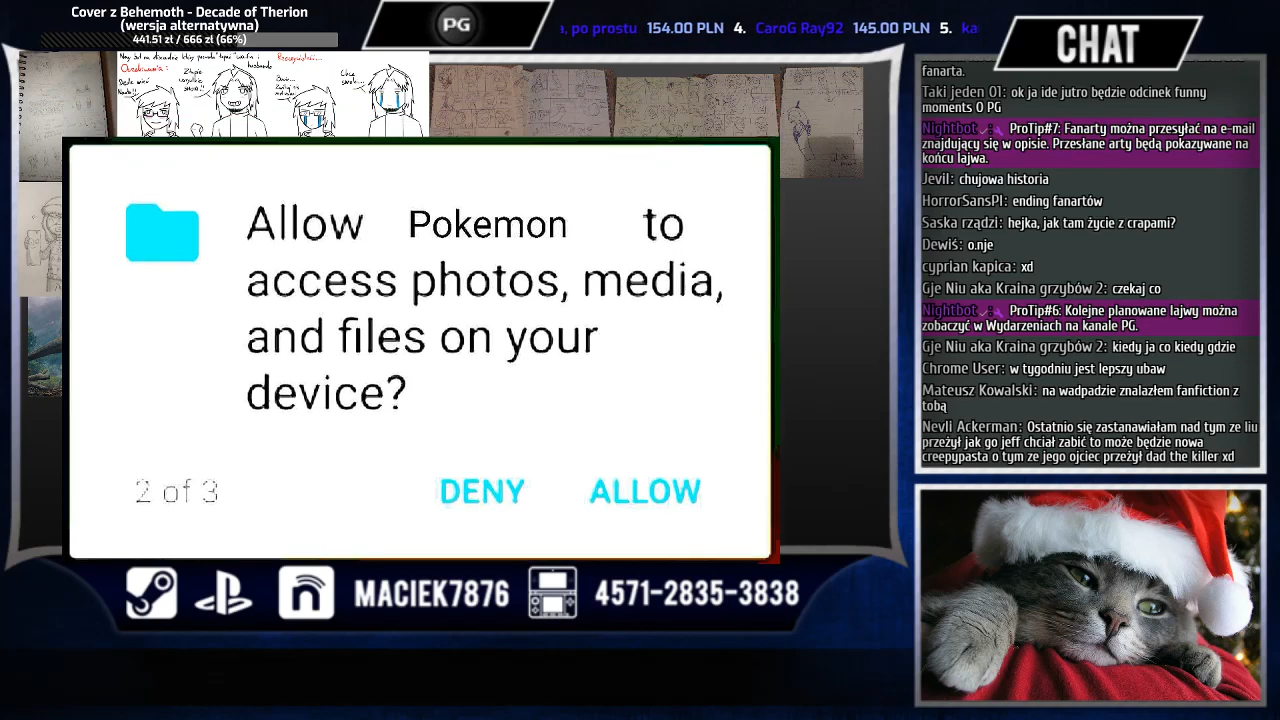 Cover z Behemoth - Decade of Therion
(wersja alternatywna)
441.51 zł / 666 zł (66%)
PG
a, po prostu 154.00 PLN 4. CaroG Ray92 145.00 PLN 5. ka
CHAT
Oczekiwania:
Rzeczywistość...
Allow Pokemon to
access photos, media,
and files on your
device?
2 of 3
DENY ALLOW
MACIEK7876 4571-2835-3838
fanarta.
Taki jeden 01: ok ja ide jutro będzie odcinek funny
moments O PG
Nightbot: ProTip#7: Fanarty można przesyłać na e-mail
znajdujący się w opisie. Przesłane arty będą pokazywane na
końcu lajwa.
Jevil: chujowa historia
HorrorSansPl: ending fanartów
Saska rządzi: hejka, jak tam życie z crapami?
Dewiś: o.nje
cyprian kapica: xd
Gje Niu aka Kraina grzybów 2: czekaj co
Nightbot: ProTip#6: Kolejne planowane lajwy można
zobaczyć w Wydarzeniach na kanale PG.
Gje Niu aka Kraina grzybów 2: kiedy ja co kiedy gdzie
Chrome User: w tygodniu jest lepszy ubaw
Mateusz Kowalski: na wadpadzie znalazłem fanfiction z
tobą
Nevli Ackerman: Ostatnio się zastanawiałam nad tym ze liu
przeżył jak go jeff chciał zabić to może będzie nowa
creepypasta o tym ze jego ojciec przeżył dad the killer xd